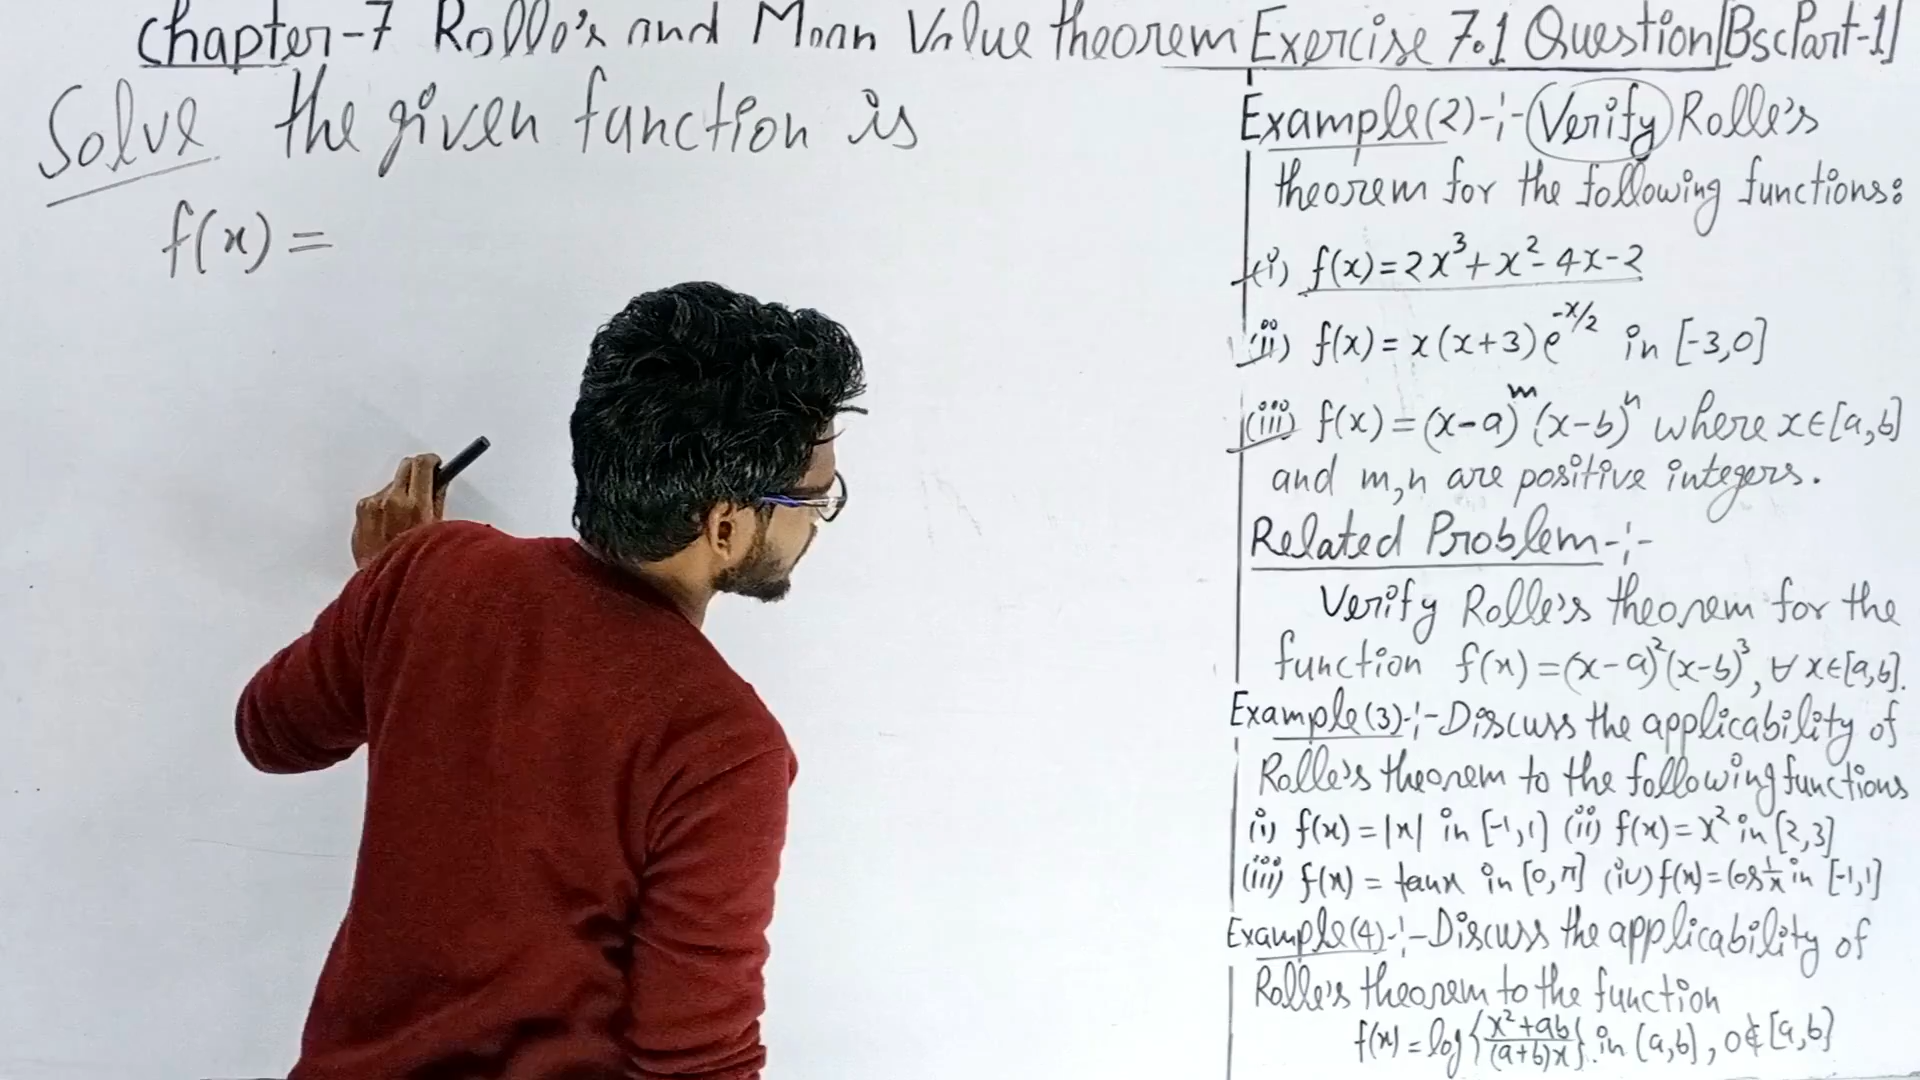 Chapter-7 Rolle's and Mean Value theorem Exercise 7.1 Question [Bsc Part-1]
Solve the given function is
f(x) =
Example(2)-:- Verify Rolle's
theorem for the following functions:
(i) f(x) = 2x³ + x² - 4x - 2
(ii) f(x) = x(x+3)e^{-x/2} in [-3,0]
(iii) f(x) = (x-a)^m (x-b)^n where x∈[a,b]
and m,n are positive integers.
Related Problem-:-
Verify Rolle's theorem for the
function f(x) = (x-a)²(x-b)³, ∀ x∈[a,b].
Example(3)-:- Discuss the applicability of
Rolle's theorem to the following functions
(i) f(x) = |x| in [-1,1] (ii) f(x) = x² in [2,3]
(iii) f(x) = tanx in [0,π] (iv) f(x) = Cos 1/x in [-1,1]
Example(4)-:- Discuss the applicability of
Rolle's theorem to the function
f(x) = log{(x²+ab)/((a+b)x)} in [a,b], 0∉[a,b]